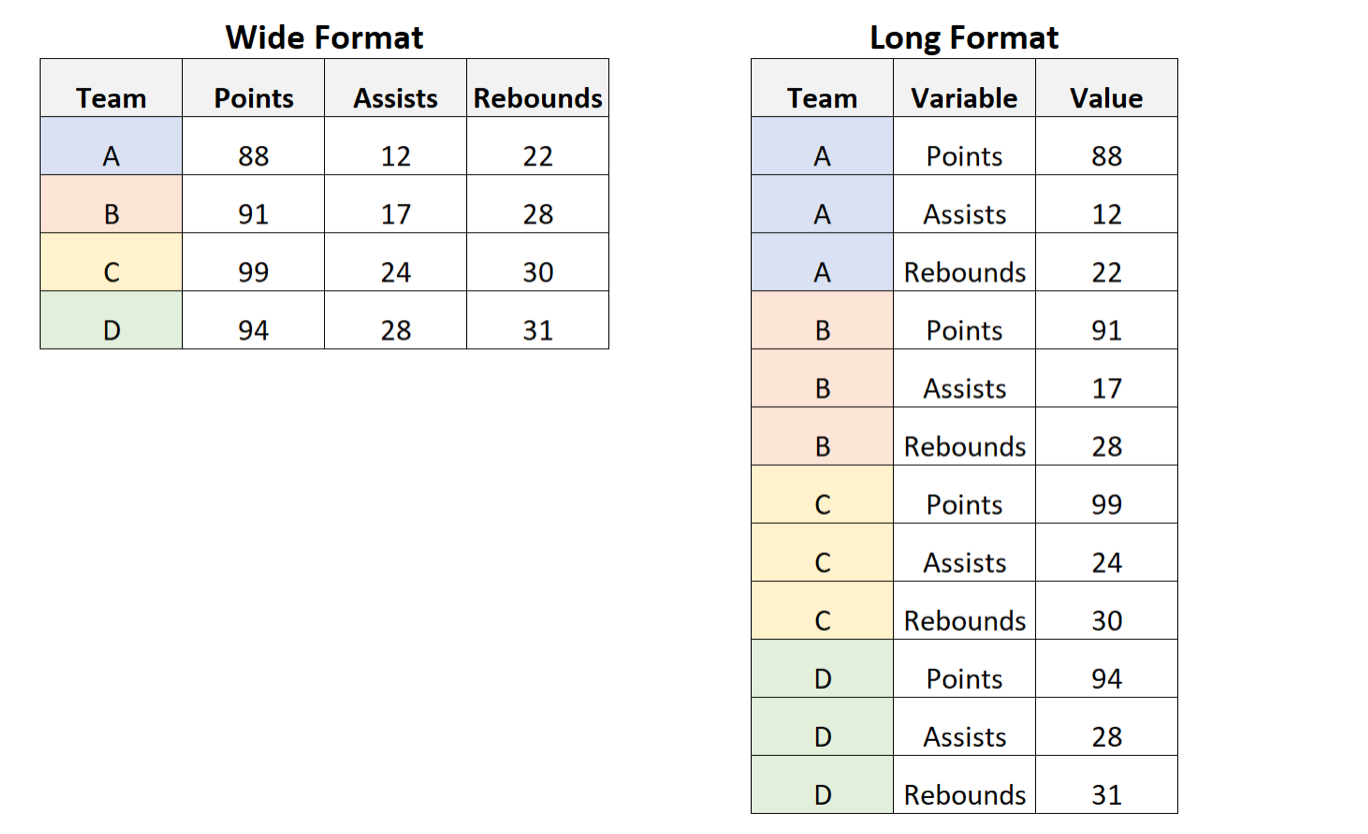 Wide Format
Team Points Assists Rebounds
A 88 12 22
B 91 17 28
C 99 24 30
D 94 28 31
Long Format
Team Variable Value
A Points 88
A Assists 12
A Rebounds 22
B Points 91
B Assists 17
B Rebounds 28
C Points 99
C Assists 24
C Rebounds 30
D Points 94
D Assists 28
D Rebounds 31